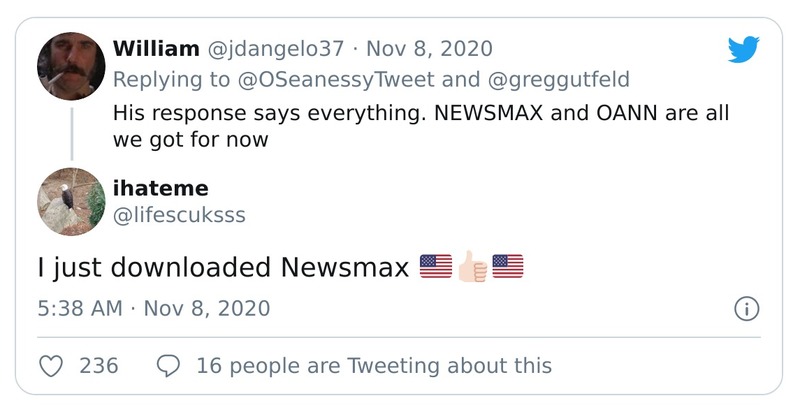 William @jdangelo37 · Nov 8, 2020
Replying to @OSeanessyTweet and @greggutfeld
His response says everything. NEWSMAX and OANN are all
we got for now
ihateme
@lifescuksss
I just downloaded Newsmax 🇺🇸👍🏻🇺🇸
5:38 AM · Nov 8, 2020
236 16 people are Tweeting about this